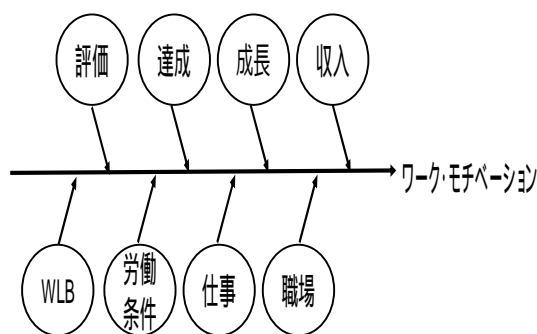 評価
達成
成長
収入
ワーク・モチベーション
WLB
労働
条件
仕事
職場